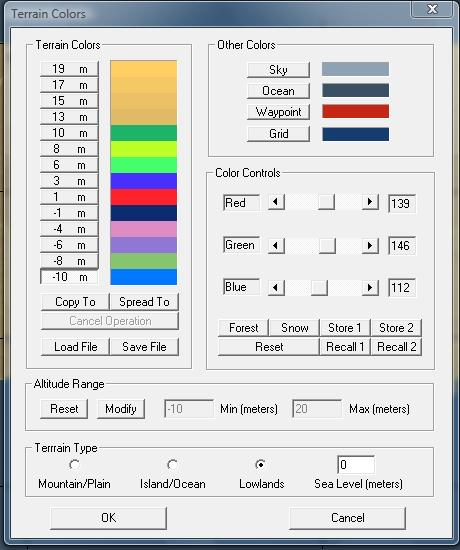 Terrain Colors
Terrain Colors
19 m
17 m
15 m
13 m
10 m
8 m
6 m
3 m
1 m
-1 m
-4 m
-6 m
-8 m
-10 m
Copy To Spread To
Cancel Operation
Load File Save File
Other Colors
Sky
Ocean
Waypoint
Grid
Color Controls
Red 139
Green 146
Blue 112
Forest Snow Store 1 Store 2
Reset Recall 1 Recall 2
Altitude Range
Reset Modify -10 Min (meters) 20 Max (meters)
Terrrain Type
0
Mountain/Plain Island/Ocean Lowlands Sea Level (meters)
OK Cancel